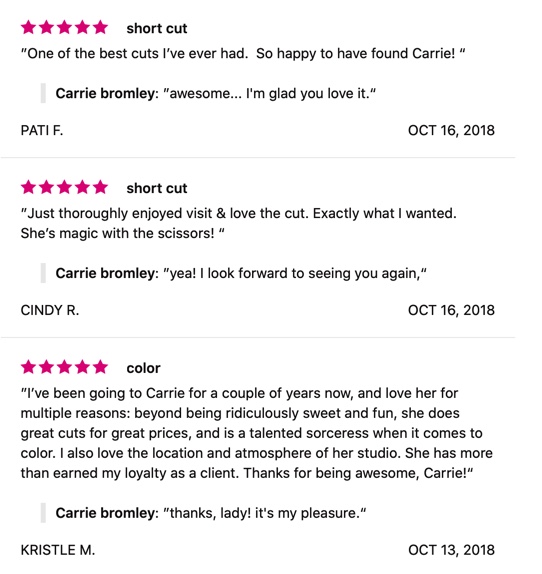 short cut
”One of the best cuts I’ve ever had.  So happy to have found Carrie! “
Carrie bromley: ”awesome... I'm glad you love it.“
PATI F. OCT 16, 2018
short cut
”Just thoroughly enjoyed visit & love the cut. Exactly what I wanted.
She’s magic with the scissors! “
Carrie bromley: ”yea! I look forward to seeing you again,“
CINDY R. OCT 16, 2018
color
”I’ve been going to Carrie for a couple of years now, and love her for
multiple reasons: beyond being ridiculously sweet and fun, she does
great cuts for great prices, and is a talented sorceress when it comes to
color. I also love the location and atmosphere of her studio. She has more
than earned my loyalty as a client. Thanks for being awesome, Carrie!“
Carrie bromley: ”thanks, lady! it's my pleasure.“
KRISTLE M. OCT 13, 2018